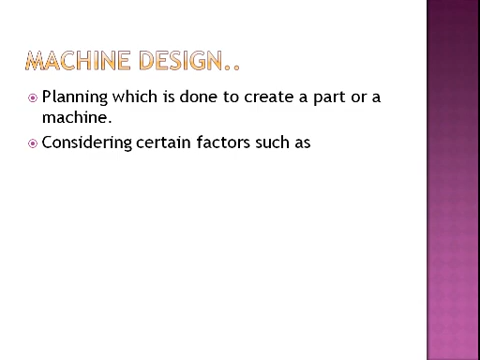 MACHINE DESIGN..
Planning which is done to create a part or a
machine.
Considering certain factors such as